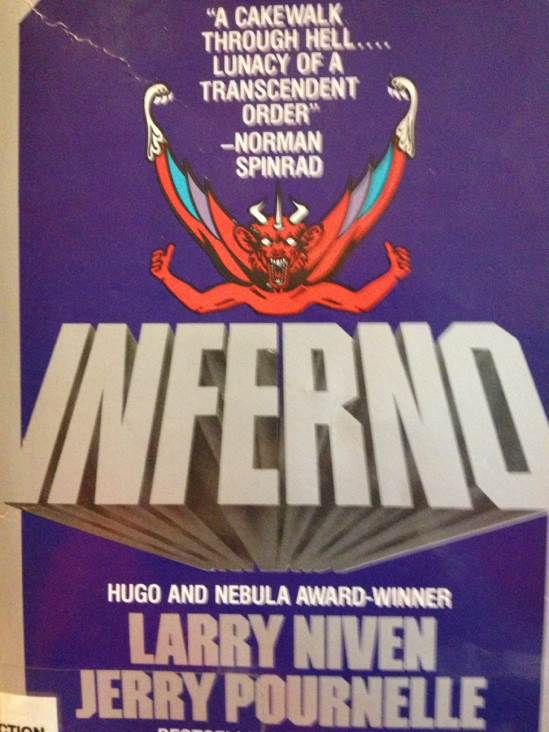 "A CAKEWALK
THROUGH HELL....
LUNACY OF A
TRANSCENDENT
ORDER"
–NORMAN
SPINRAD
INFERNO
HUGO AND NEBULA AWARD-WINNER
LARRY NIVEN
JERRY POURNELLE